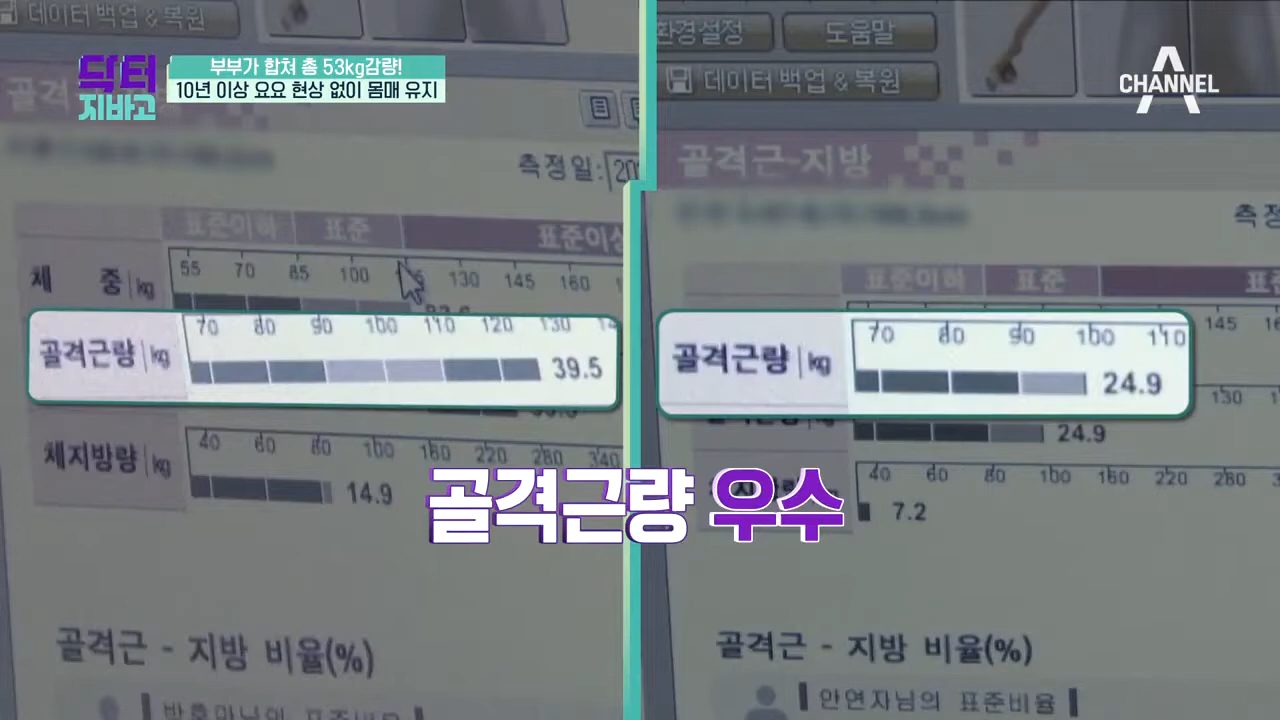 데이터 백업 & 복원
환경설정
도움말
데이터 백업 & 복원
닥터
지바고
부부가 합쳐 총 53kg감량!
10년 이상 요요 현상 없이 몸매 유지
CHANNEL A
골격
측정일:
표준이하 표준 표준이상
체 중 kg
55 70 85 100 130 145 160
골격근량 kg
70 80 90 100 110 120 130
39.5
체지방량 kg
40 60 80 100 160 220 280 340
14.9
골격근 - 지방 비율(%)
골격근-지방
표준이하 표준
145
골격근량 kg
70 80 90 100 110
24.9
130
24.9
40 60 80 100 160 220 280
7.2
골격근량 우수
골격근 - 지방 비율(%)
안연자님의 표준비율